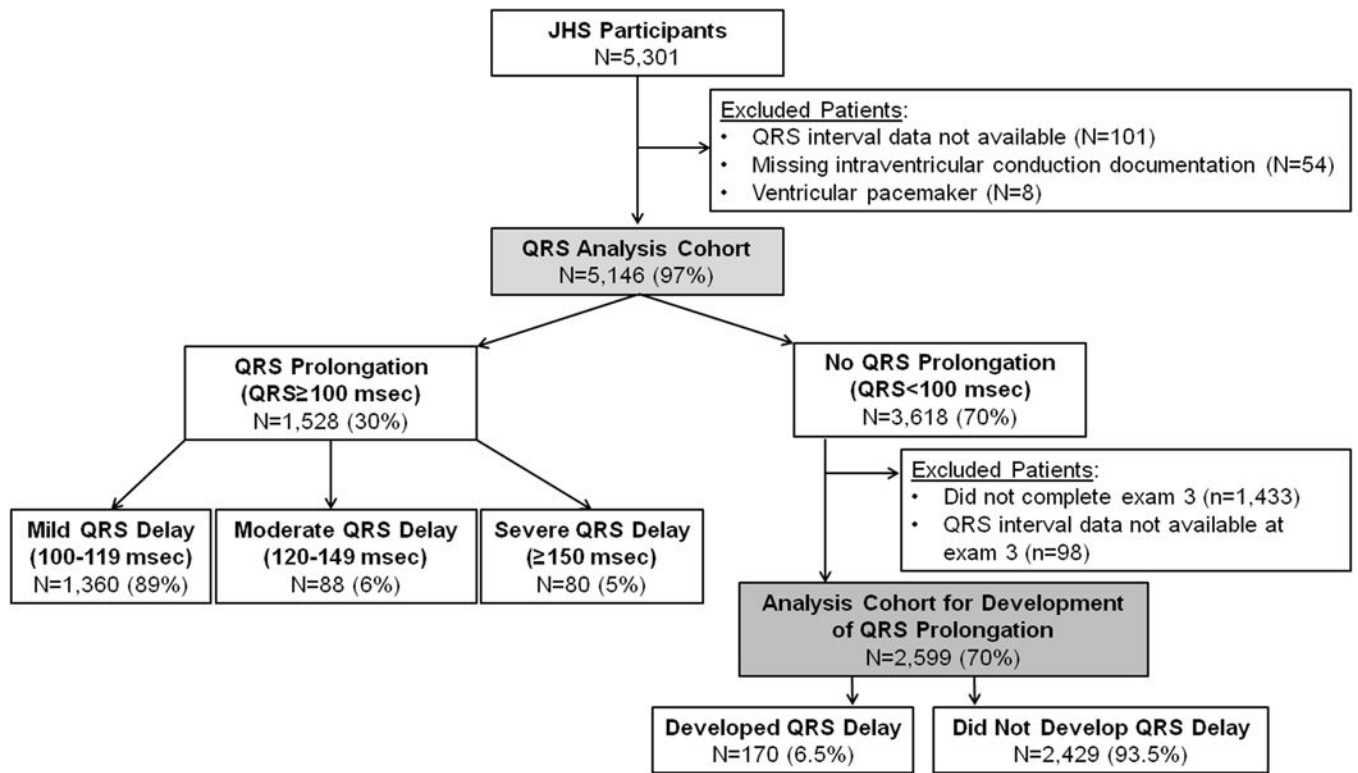 JHS Participants
N=5,301
Excluded Patients:
• QRS interval data not available (N=101)
• Missing intraventricular conduction documentation (N=54)
• Ventricular pacemaker (N=8)
QRS Analysis Cohort
N=5,146 (97%)
QRS Prolongation
(QRS≥100 msec)
N=1,528 (30%)
No QRS Prolongation
(QRS<100 msec)
N=3,618 (70%)
Excluded Patients:
• Did not complete exam 3 (n=1,433)
• QRS interval data not available at
exam 3 (n=98)
Mild QRS Delay
(100-119 msec)
N=1,360 (89%)
Moderate QRS Delay
(120-149 msec)
N=88 (6%)
Severe QRS Delay
(≥150 msec)
N=80 (5%)
Analysis Cohort for Development
of QRS Prolongation
N=2,599 (70%)
Developed QRS Delay
N=170 (6.5%)
Did Not Develop QRS Delay
N=2,429 (93.5%)